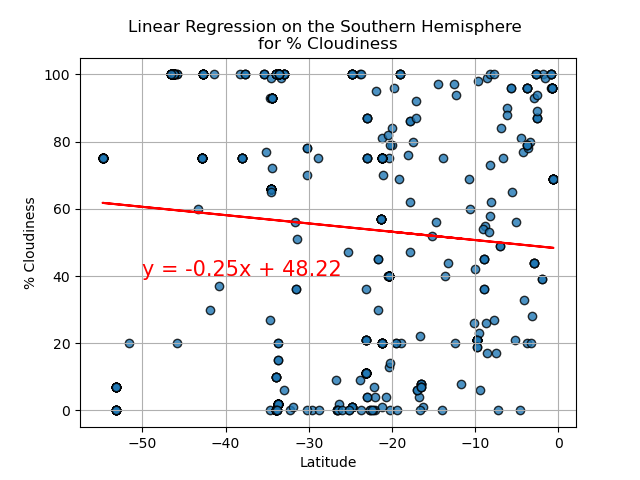 Linear Regression on the Southern Hemisphere
for % Cloudiness
100
80
60
40
20
0
% Cloudiness
y = -0.25x + 48.22
−50
−40
−30
−20
−10
0
Latitude